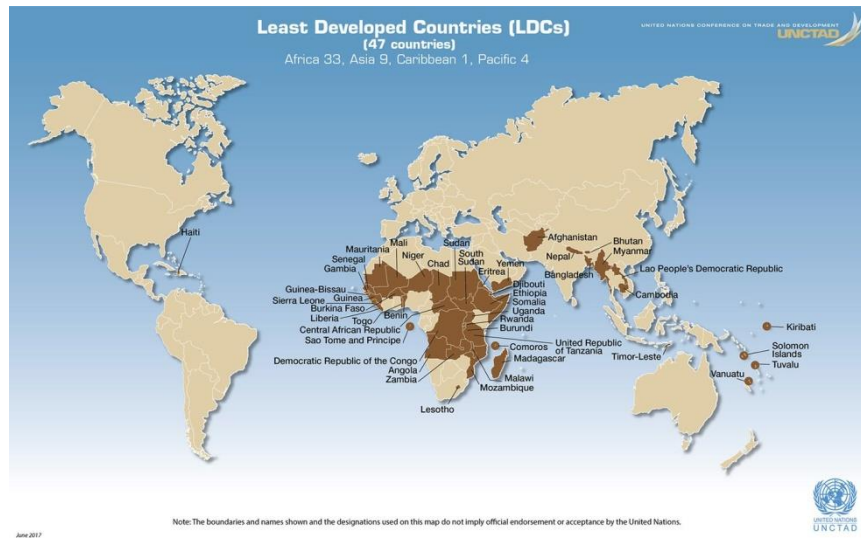 Least Developed Countries (LDCs)
(47 countries)
Africa 33, Asia 9, Caribbean 1, Pacific 4
UNITED NATIONS CONFERENCE ON TRADE AND DEVELOPMENT
UNCTAD
Haiti
Mauritania
Mali
Niger
Chad
Sudan
South
Sudan
Eritrea
Yemen
Senegal
Gambia
Guinea-Bissau
Guinea
Sierra Leone
Burkina Faso
Liberia
Togo
Benin
Central African Republic
Sao Tome and Principe
Democratic Republic of the Congo
Angola
Zambia
Lesotho
Djibouti
Ethiopia
Somalia
Uganda
Rwanda
Burundi
United Republic
of Tanzania
Comoros
Madagascar
Malawi
Mozambique
Afghanistan
Nepal
Bhutan
Myanmar
Bangladesh
Lao People's Democratic Republic
Cambodia
Timor-Leste
Kiribati
Solomon
Islands
Tuvalu
Vanuatu
Note: The boundaries and names shown and the designations used on this map do not imply official endorsement or acceptance by the United Nations.
June 2017
UNITED NATIONS
UNCTAD